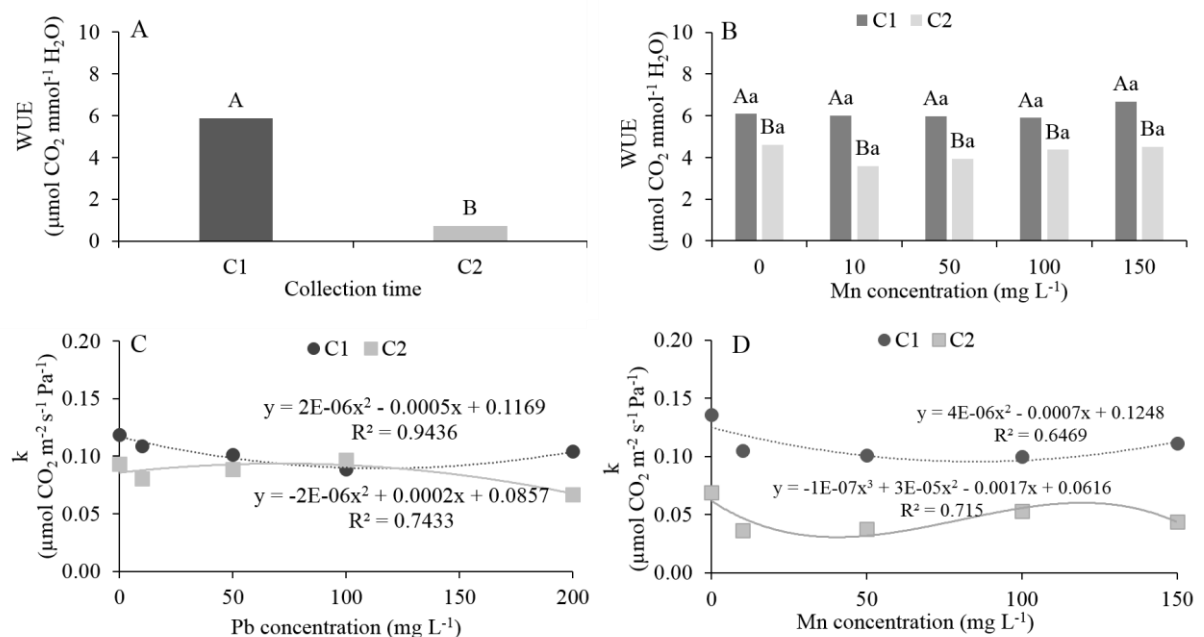 A
WUE
(µmol CO₂ mmol⁻¹ H₂O)
10
8
6
4
2
0
A
B
C1
C2
Collection time
B
C1 C2
WUE
(µmol CO₂ mmol⁻¹ H₂O)
10
8
6
4
2
0
Aa Aa Aa Aa Aa
Ba Ba Ba Ba Ba
0 10 50 100 150
Mn concentration (mg L⁻¹)
C
C1 C2
k
(µmol CO₂ m⁻² s⁻¹ Pa⁻¹)
0.20
0.15
0.10
0.05
0.00
y = 2E-06x² - 0.0005x + 0.1169
R² = 0.9436
y = -2E-06x² + 0.0002x + 0.0857
R² = 0.7433
0 50 100 150 200
Pb concentration (mg L⁻¹)
D
C1 C2
k
(µmol CO₂ m⁻² s⁻¹ Pa⁻¹)
0.20
0.15
0.10
0.05
0.00
y = 4E-06x² - 0.0007x + 0.1248
R² = 0.6469
y = -1E-07x³ + 3E-05x² - 0.0017x + 0.0616
R² = 0.715
0 50 100 150
Mn concentration (mg L⁻¹)